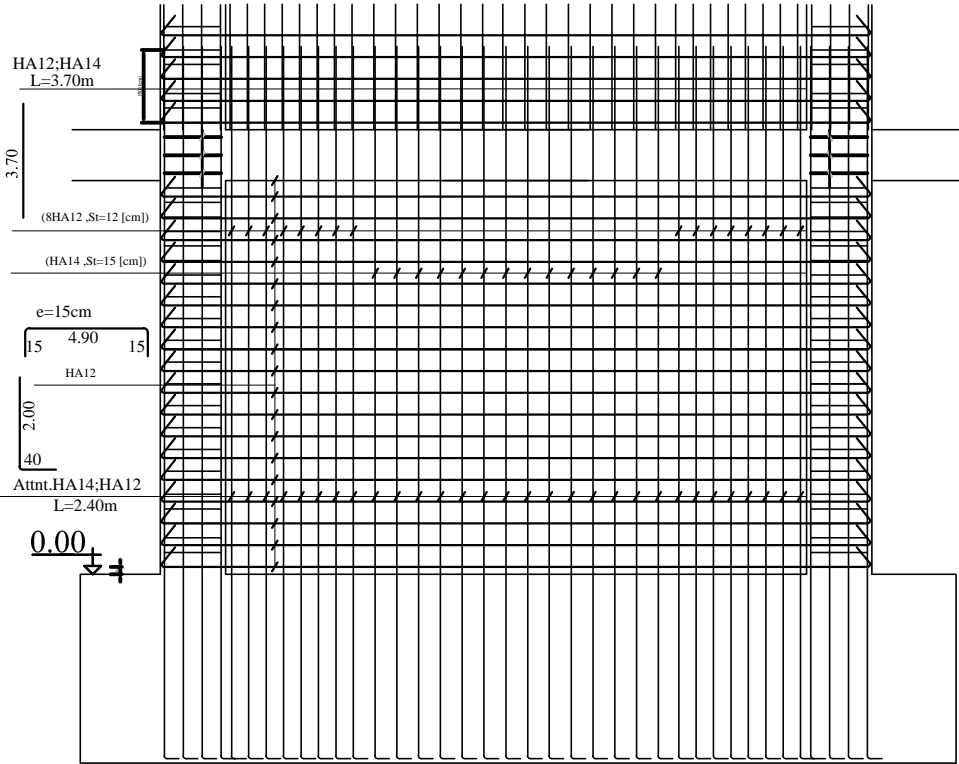 HA12;HA14
L=3.70m
3.70
(8HA12 ,St=12 [cm])
(HA14 ,St=15 [cm])
e=15cm
15 4.90 15
HA12
2.00
40
Attnt.HA14;HA12
L=2.40m
0.00